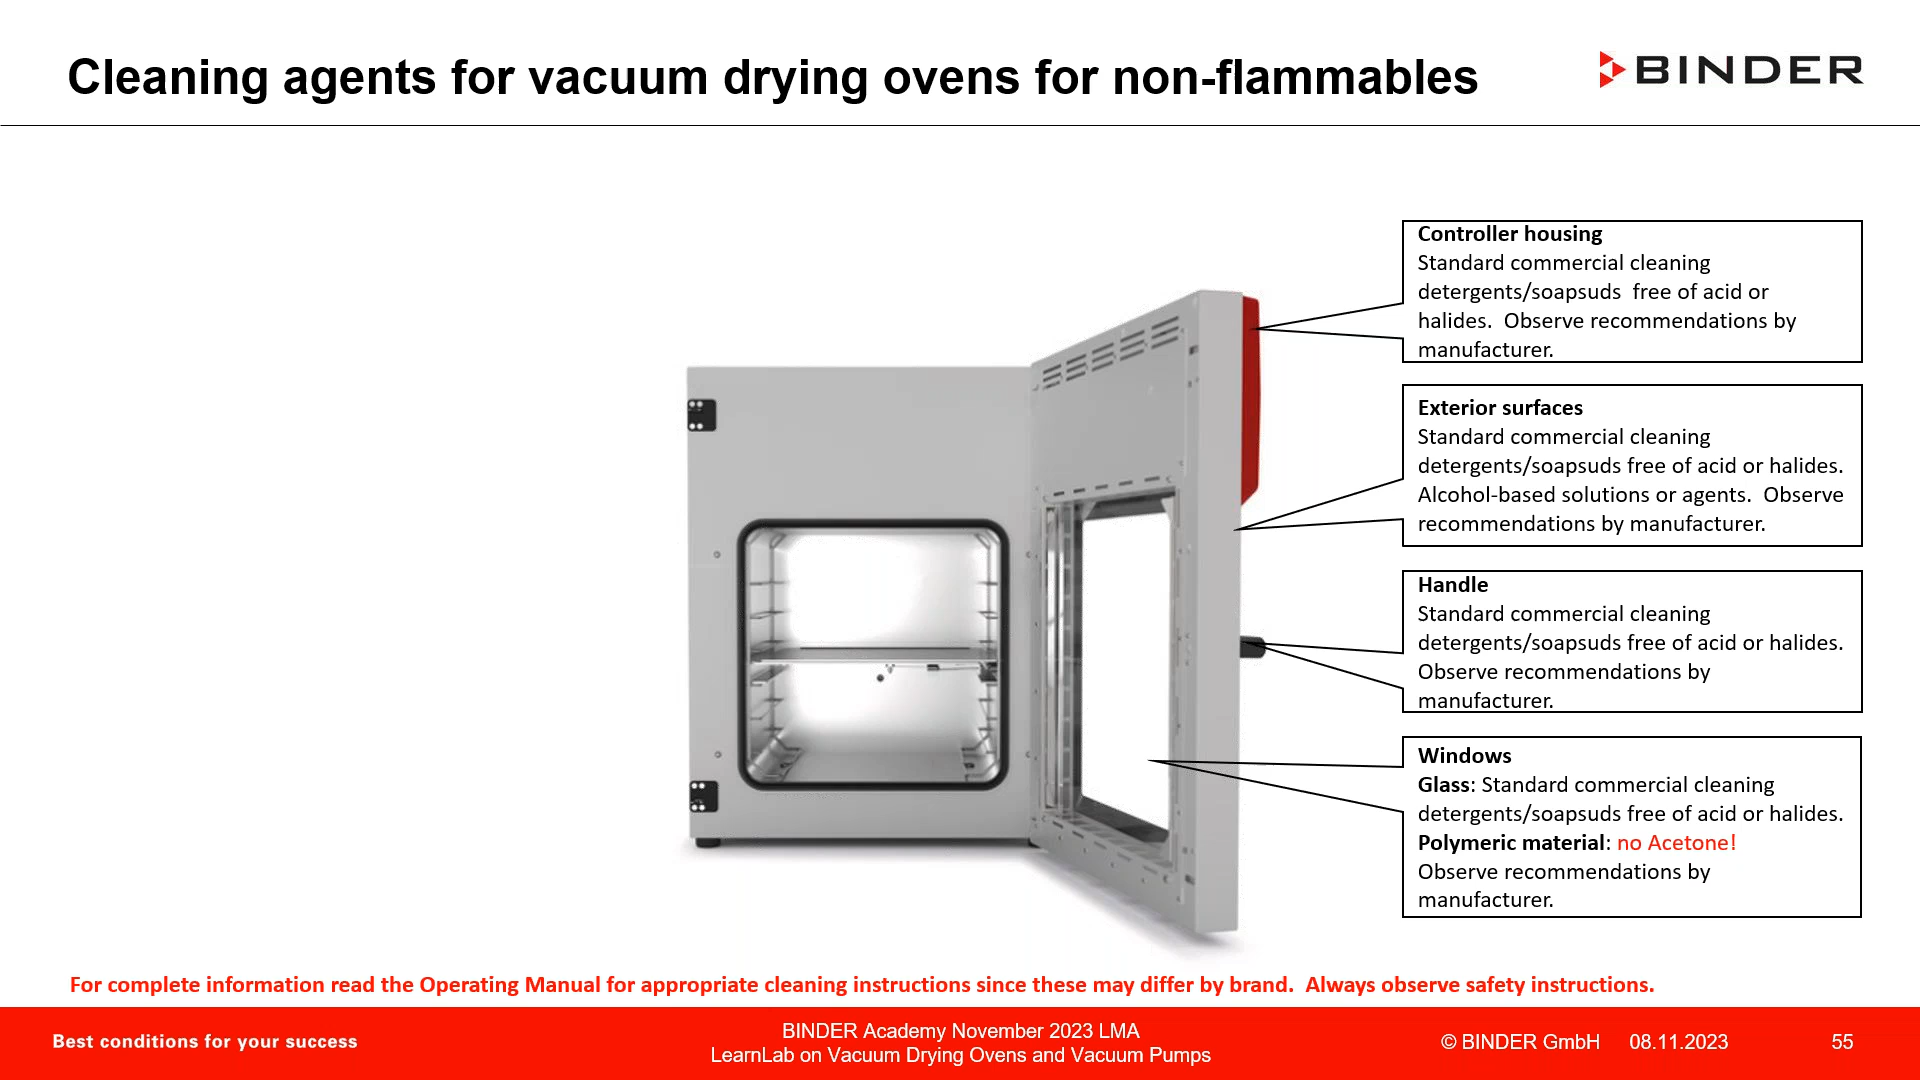 Cleaning agents for vacuum drying ovens for non-flammables
BINDER
Controller housing
Standard commercial cleaning
detergents/soapsuds  free of acid or
halides.  Observe recommendations by
manufacturer.
Exterior surfaces
Standard commercial cleaning
detergents/soapsuds free of acid or halides.
Alcohol-based solutions or agents.  Observe
recommendations by manufacturer.
Handle
Standard commercial cleaning
detergents/soapsuds free of acid or halides.
Observe recommendations by
manufacturer.
Windows
Glass: Standard commercial cleaning
detergents/soapsuds free of acid or halides.
Polymeric material: no Acetone!
Observe recommendations by
manufacturer.
For complete information read the Operating Manual for appropriate cleaning instructions since these may differ by brand.  Always observe safety instructions.
Best conditions for your success
BINDER Academy November 2023 LMA
LearnLab on Vacuum Drying Ovens and Vacuum Pumps
© BINDER GmbH 08.11.2023 55